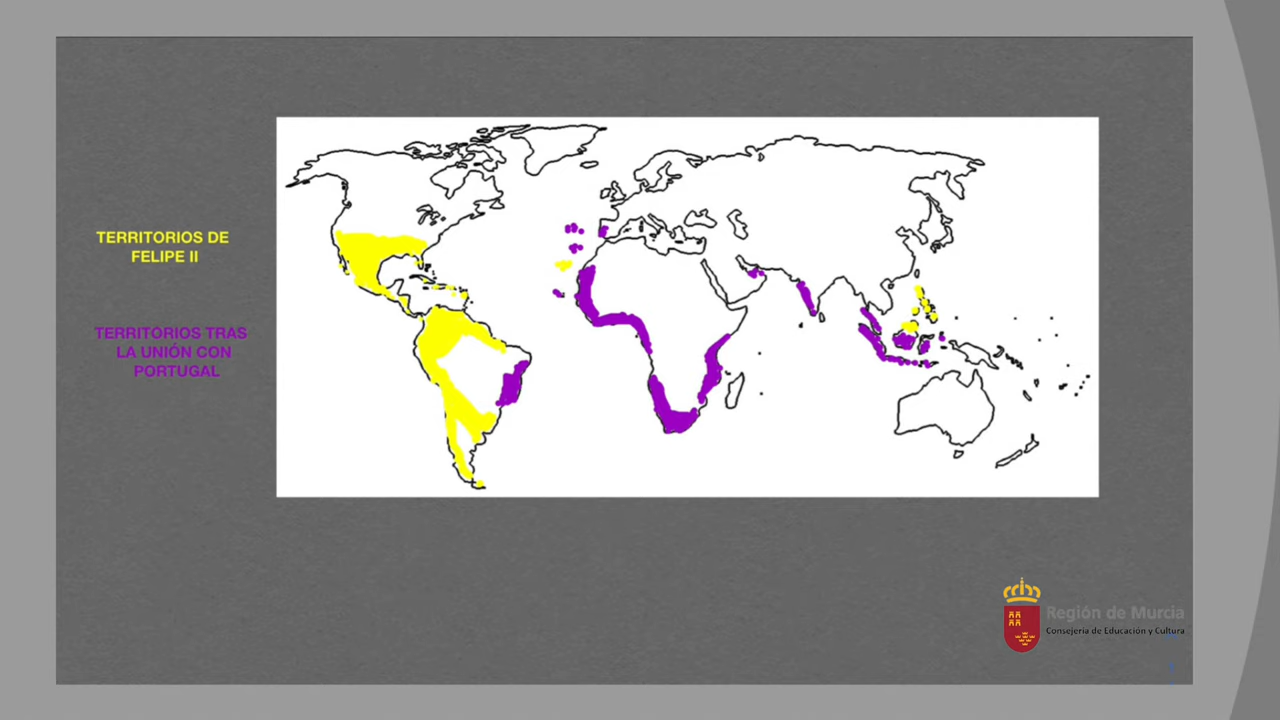 TERRITORIOS DE
FELIPE II
TERRITORIOS TRAS
LA UNIÓN CON
PORTUGAL
Región de Murcia
Consejería de Educación y Cultura